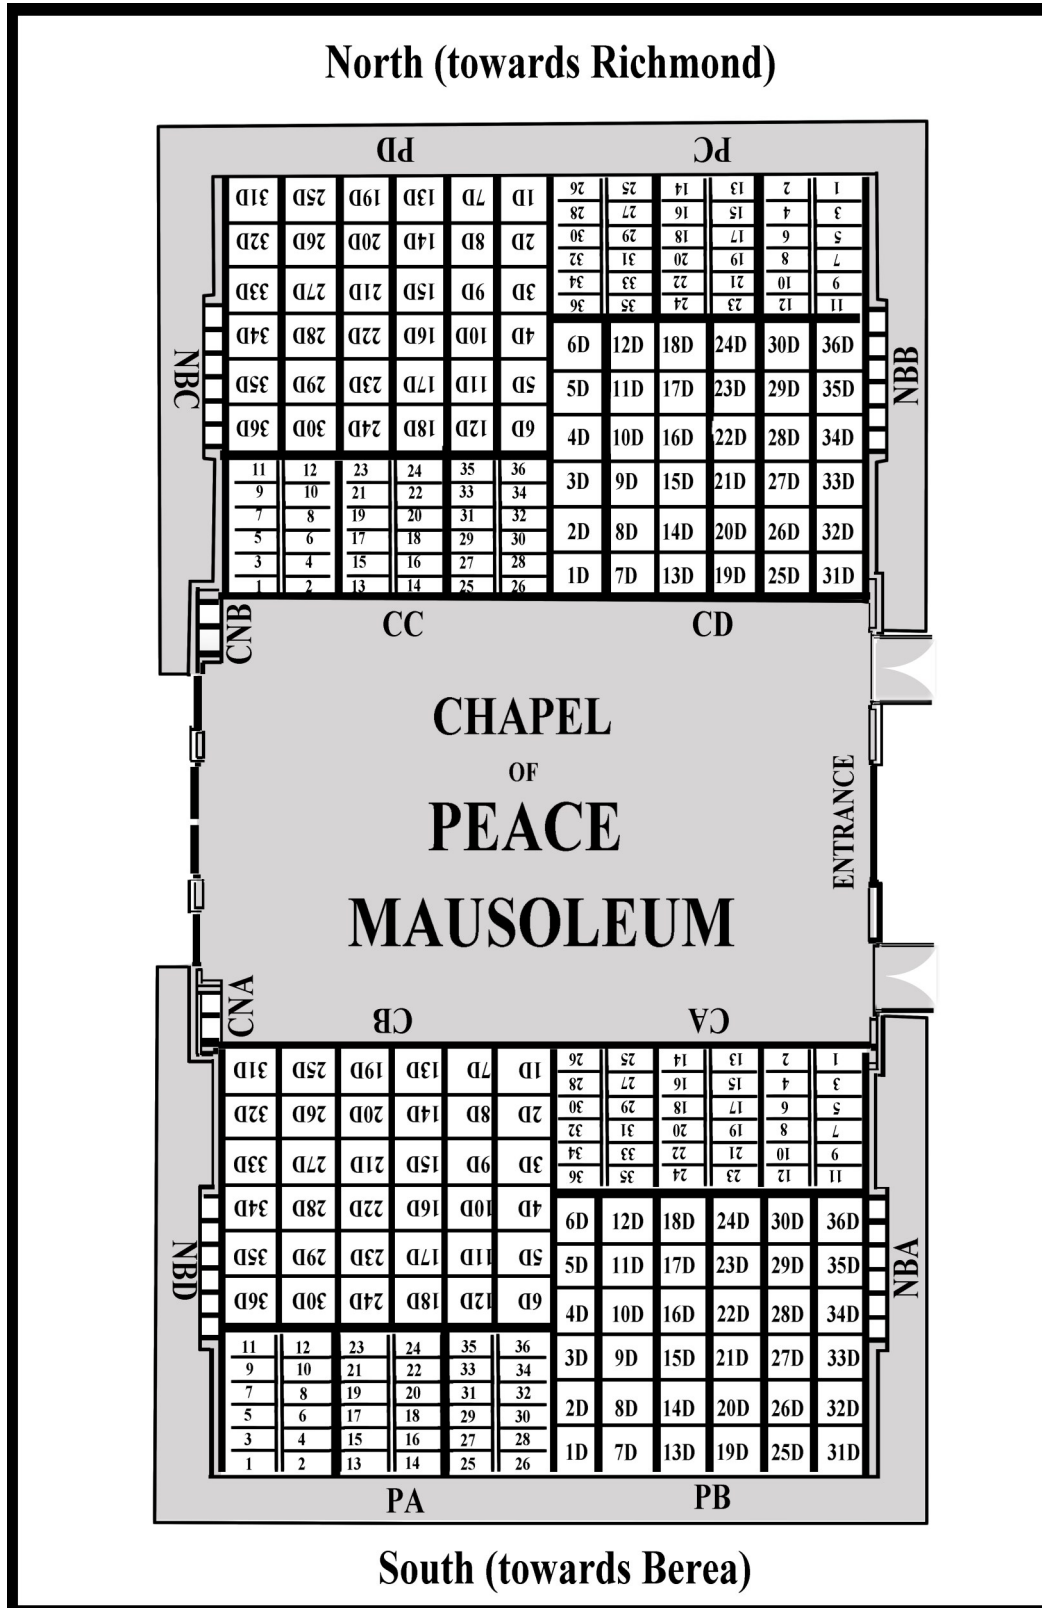 North (towards Richmond)
PD PC
31D 25D 19D 13D 7D 1D 26 25 14 13 2 1
28 27 16 15 4 3
32D 26D 20D 14D 8D 2D 30 29 18 17 6 5
32 31 20 19 8 7
33D 27D 21D 15D 9D 3D 34 33 22 21 10 9
36 35 24 23 12 11
34D 28D 22D 16D 10D 4D 6D 12D 18D 24D 30D 36D
35D 29D 23D 17D 11D 5D 5D 11D 17D 23D 29D 35D
NBC
NBB
36D 30D 24D 18D 12D 6D 4D 10D 16D 22D 28D 34D
11 12 23 24 35 36
9 10 21 22 33 34 3D 9D 15D 21D 27D 33D
7 8 19 20 31 32
5 6 17 18 29 30 2D 8D 14D 20D 26D 32D
3 4 15 16 27 28
1 2 13 14 25 26 1D 7D 13D 19D 25D 31D
CNB
CC CD
CHAPEL
OF
PEACE
MAUSOLEUM
ENTRANCE
CNA
CB CA
31D 25D 19D 13D 7D 1D 26 25 14 13 2 1
28 27 16 15 4 3
32D 26D 20D 14D 8D 2D 30 29 18 17 6 5
32 31 20 19 8 7
33D 27D 21D 15D 9D 3D 34 33 22 21 10 9
36 35 24 23 12 11
34D 28D 22D 16D 10D 4D 6D 12D 18D 24D 30D 36D
35D 29D 23D 17D 11D 5D 5D 11D 17D 23D 29D 35D
NBD
NBA
36D 30D 24D 18D 12D 6D 4D 10D 16D 22D 28D 34D
11 12 23 24 35 36 3D 9D 15D 21D 27D 33D
9 10 21 22 33 34
7 8 19 20 31 32 2D 8D 14D 20D 26D 32D
5 6 17 18 29 30
3 4 15 16 27 28 1D 7D 13D 19D 25D 31D
1 2 13 14 25 26
PA PB
South (towards Berea)